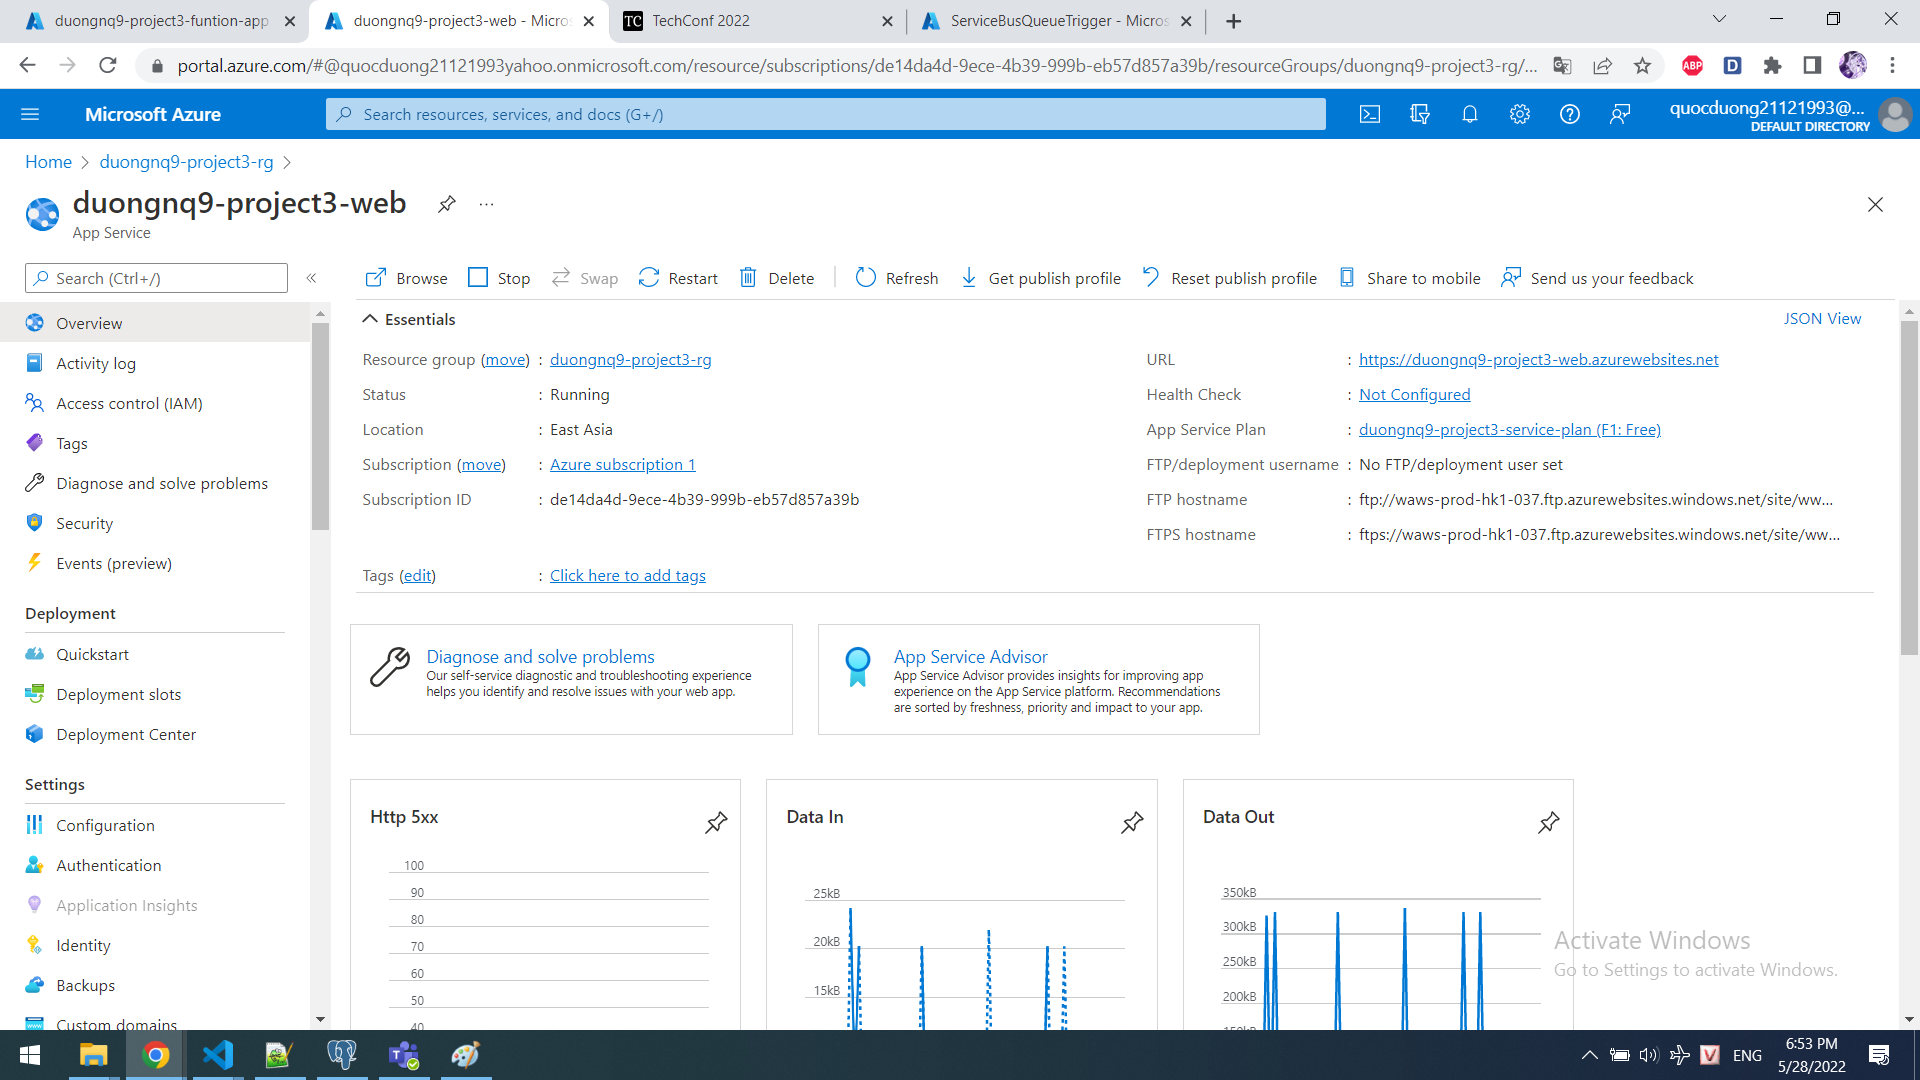 duongnq9-project3-funtion-app
duongnq9-project3-web - Micros
TC TechConf 2022
ServiceBusQueueTrigger - Micros
portal.azure.com/#@quocduong21121993yahoo.onmicrosoft.com/resource/subscriptions/de14da4d-9ece-4b39-999b-eb57d857a39b/resourceGroups/duongnq9-project3-rg/...
ABP
D
Microsoft Azure
Search resources, services, and docs (G+/)
quocduong21121993@...
DEFAULT DIRECTORY
Home > duongnq9-project3-rg >
duongnq9-project3-web
...
App Service
Search (Ctrl+/)
«
Browse Stop Swap Restart Delete Refresh Get publish profile Reset publish profile Share to mobile Send us your feedback
Overview
Activity log
Access control (IAM)
Tags
Diagnose and solve problems
Security
Events (preview)
Deployment
Quickstart
Deployment slots
Deployment Center
Settings
Configuration
Authentication
Application Insights
Identity
Backups
Custom domains
Essentials
JSON View
Resource group (move) : duongnq9-project3-rg
Status : Running
Location : East Asia
Subscription (move) : Azure subscription 1
Subscription ID : de14da4d-9ece-4b39-999b-eb57d857a39b
Tags (edit) : Click here to add tags
URL : https://duongnq9-project3-web.azurewebsites.net
Health Check : Not Configured
App Service Plan : duongnq9-project3-service-plan (F1: Free)
FTP/deployment username : No FTP/deployment user set
FTP hostname : ftp://waws-prod-hk1-037.ftp.azurewebsites.windows.net/site/ww...
FTPS hostname : ftps://waws-prod-hk1-037.ftp.azurewebsites.windows.net/site/ww...
Diagnose and solve problems
Our self-service diagnostic and troubleshooting experience
helps you identify and resolve issues with your web app.
App Service Advisor
App Service Advisor provides insights for improving app
experience on the App Service platform. Recommendations
are sorted by freshness, priority and impact to your app.
Http 5xx
100
90
80
70
60
50
40
Data In
25kB
20kB
15kB
Data Out
350kB
300kB
250kB
200kB
150kB
Activate Windows
Go to Settings to activate Windows.
V
ENG
6:53 PM
5/28/2022